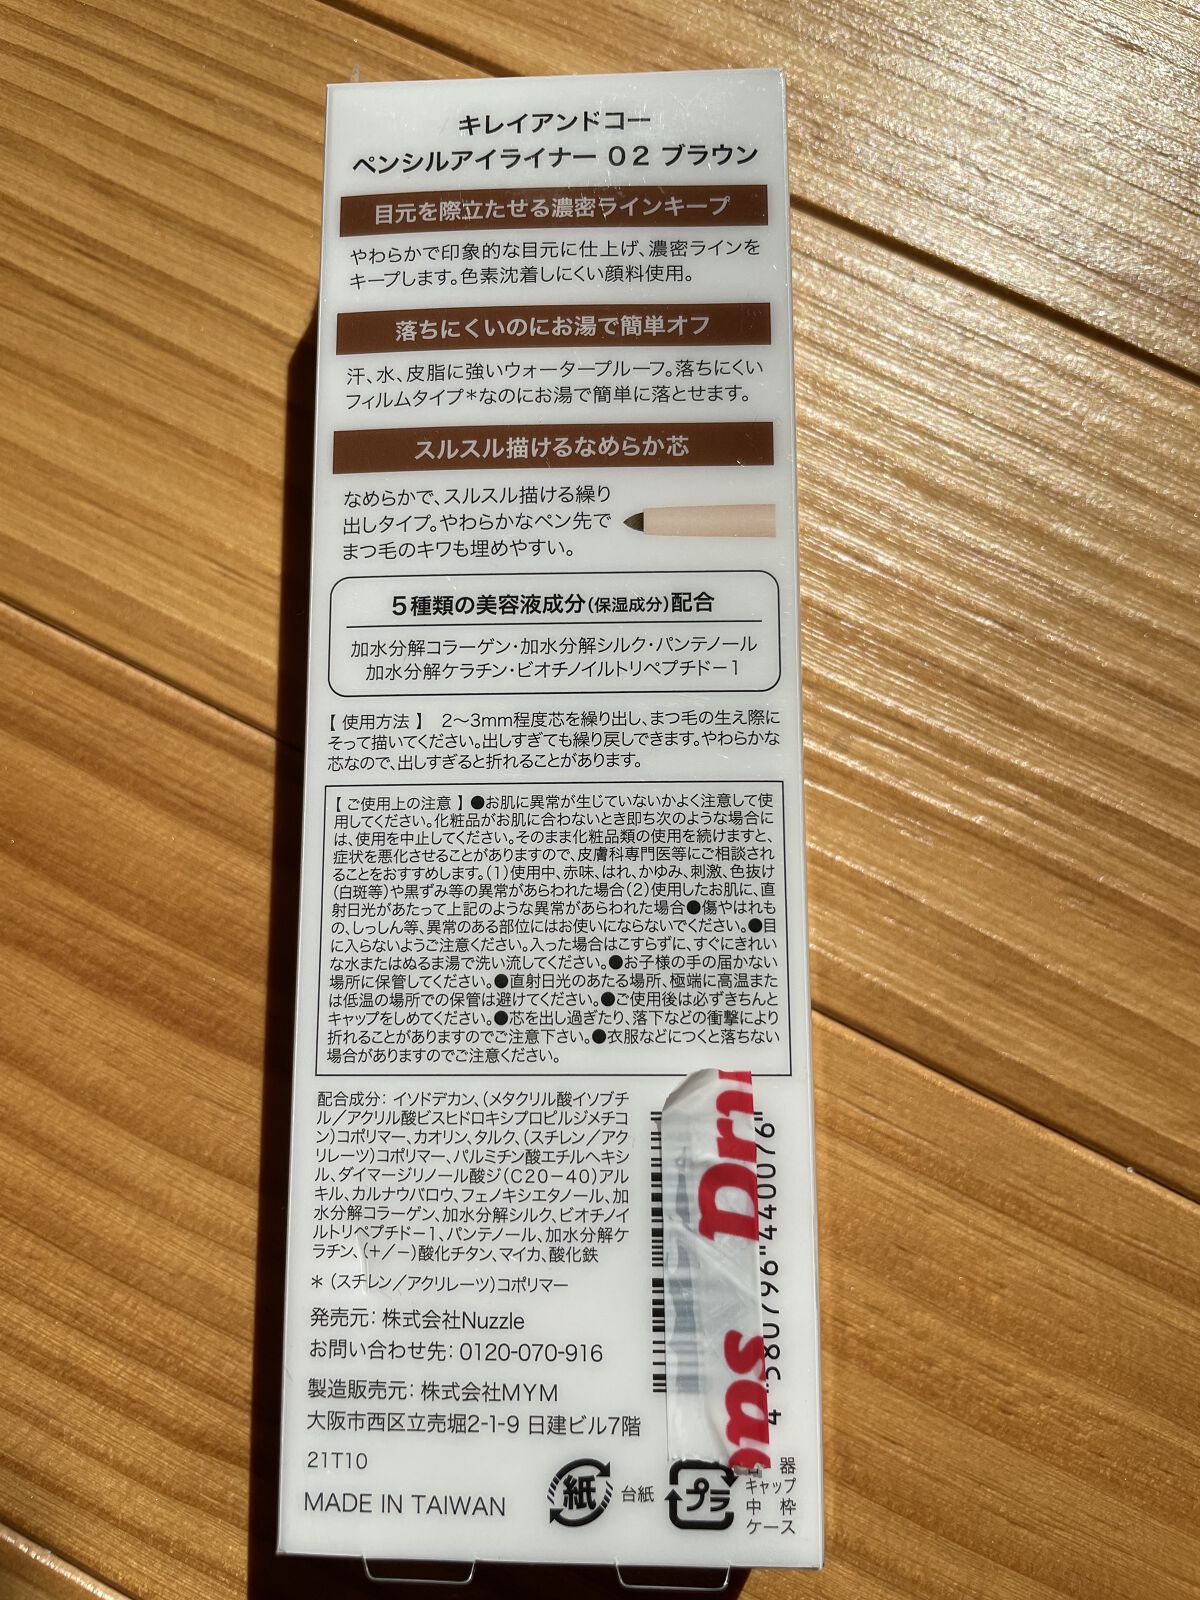 キレイアンドコー
ペンシルアイライナー 02 ブラウン
目元を際立たせる濃密ラインキープ
やわらかで印象的な目元に仕上げ、濃密ラインを
キープします。色素沈着しにくい顔料使用。
落ちにくいのにお湯で簡単オフ
汗、水、皮脂に強いウォータープルーフ。落ちにくい
フィルムタイプ＊なのにお湯で簡単に落とせます。
スルスル描けるなめらか芯
なめらかで、スルスル描ける繰り
出しタイプ。やわらかなペン先で
まつ毛のキワも埋めやすい。
5種類の美容液成分(保湿成分)配合
加水分解コラーゲン・加水分解シルク・パンテノール
加水分解ケラチン・ビオチノイルトリペプチドー1
【 使用方法 】 2〜3mm程度芯を繰り出し、まつ毛の生え際に
そって描いてください。出しすぎても繰り戻しできます。やわらかな
芯なので、出しすぎると折れることがあります。
【 ご使用上の注意 】●お肌に異常が生じていないかよく注意して使
用してください。化粧品がお肌に合わないとき即ち次のような場合に
は、使用を中止してください。そのまま化粧品類の使用を続けますと、
症状を悪化させることがありますので、皮膚科専門医等にご相談され
ることをおすすめします。(1)使用中、赤味、はれ、かゆみ、刺激、色抜け
(白斑等)や黒ずみ等の異常があらわれた場合(2)使用したお肌に、直
射日光があたって上記のような異常があらわれた場合●傷やはれも
の、しっしん等、異常のある部位にはお使いにならないでください。●目
に入らないようご注意ください。入った場合はこすらずに、すぐにきれい
な水またはぬるま湯で洗い流してください。●お子様の手の届かない
場所に保管してください。●直射日光のあたる場所、極端に高温また
は低温の場所での保管は避けてください。●ご使用後は必ずきちんと
キャップをしめてください。●芯を出し過ぎたり、落下などの衝撃により
折れることがありますのでご注意下さい。●衣服などにつくと落ちない
場合がありますのでご注意ください。
配合成分: イソドデカン、(メタクリル酸イソブチ
ル／アクリル酸ビスヒドロキシプロピルジメチコ
ン)コポリマー、カオリン、タルク、(スチレン／アク
リレーツ)コポリマー、パルミチン酸エチルヘキシ
ル、ダイマージリノール酸ジ(C20-40)アル
キル、カルナウバロウ、フェノキシエタノール、加
水分解コラーゲン、加水分解シルク、ビオチノイ
ルトリペプチドー1、パンテノール、加水分解ケ
ラチン、(+/-)酸化チタン、マイカ、酸化鉄
＊(スチレン／アクリレーツ)コポリマー
発売元: 株式会社Nuzzle
お問い合わせ先: 0120-070-916
製造販売元: 株式会社MYM
大阪市西区立売堀2-1-9 日建ビル7階
21T10
MADE IN TAIWAN
紙
台紙
プラ
器
キャップ
中 枠
ケース
4 580796 440076